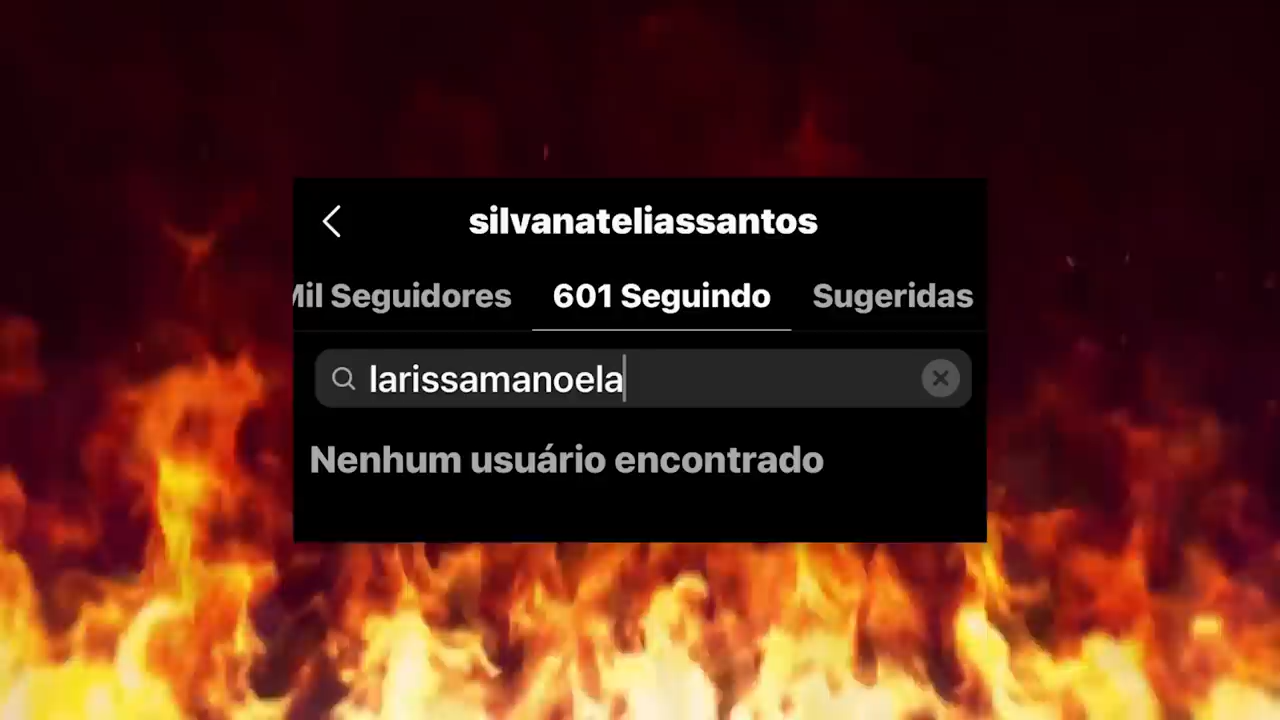 silvanateliassantos
Mil Seguidores 601 Seguindo Sugeridas
larissamanoela
Nenhum usuário encontrado